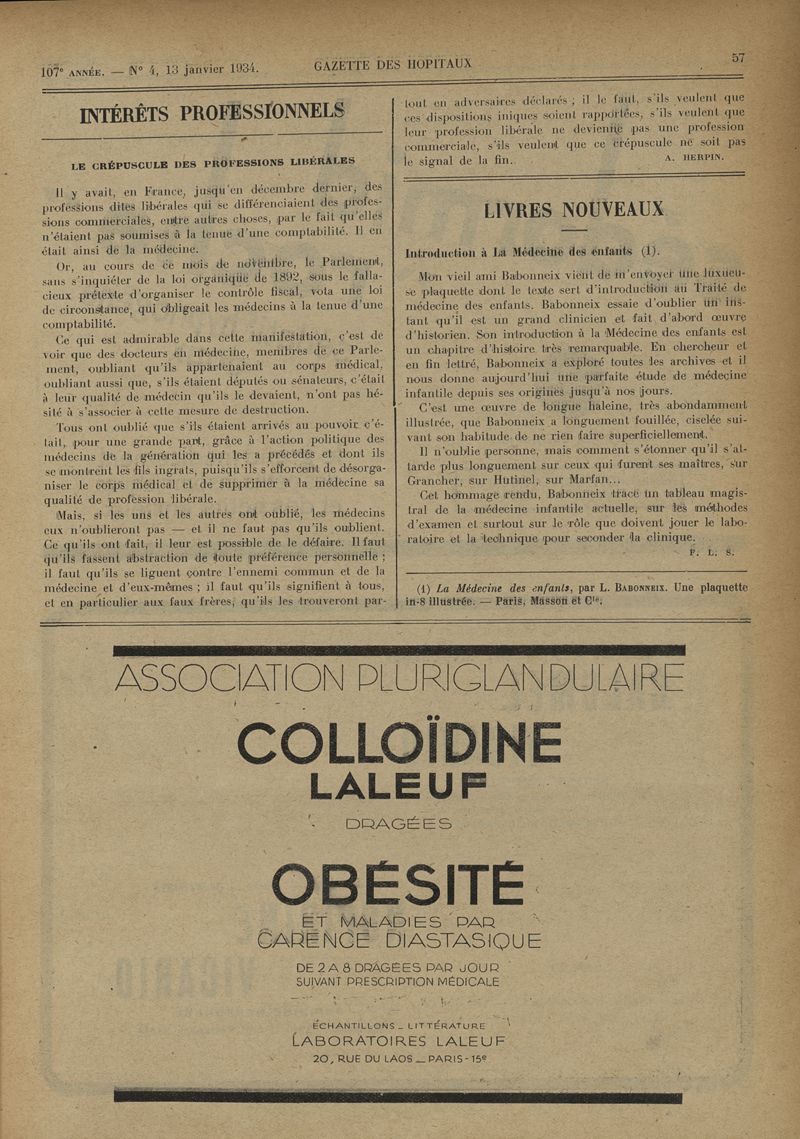 107e ANNÉE. — N° 4, 13 janvier 1934.
GAZETTE DES HOPITAUX
57
INTÉRÊTS PROFESSIONNELS
LE CRÉPUSCULE DES PROFESSIONS LIBÉRALES
Il y avait, en France, jusqu'en décembre dernier, des
professions dites libérales qui se différenciaient des profes-
sions commerciales, entre autres choses, par le fait qu'elles
n'étaient pas soumises à la tenue d'une comptabilité. Il en
était ainsi de la médecine.
Or, au cours de ce mois de novembre, le Parlement,
sans s'inquiéter de la loi organique de 1892, sous le falla-
cieux prétexte d'organiser le contrôle fiscal, vota une loi
de circonstance, qui obligeait les médecins à la tenue d'une
comptabilité.
Ce qui est admirable dans cette manifestation, c'est de
voir que des docteurs en médecine, membres de ce Parle-
ment, oubliant qu'ils appartenaient au corps médical,
oubliant aussi que, s'ils étaient députés ou sénateurs, c'était
à leur qualité de médecin qu'ils le devaient, n'ont pas hé-
sité à s'associer à cette mesure de destruction.
Tous ont oublié que s'ils étaient arrivés au pouvoir c'é-
tait, pour une grande part, grâce à l'action politique des
médecins de la génération qui les a précédés et dont ils
se montrent les fils ingrats, puisqu'ils s'efforcent de désorga-
niser le corps médical et de supprimer à la médecine sa
qualité de profession libérale.
Mais, si les uns et les autres ont oublié, les médecins
eux n'oublieront pas — et il ne faut pas qu'ils oublient.
Ce qu'ils ont fait, il leur est possible de le défaire. Il faut
qu'ils fassent abstraction de toute préférence personnelle ;
il faut qu'ils se liguent contre l'ennemi commun et de la
médecine et d'eux-mêmes ; il faut qu'ils signifient à tous,
et en particulier aux faux frères, qu'ils les trouveront par-
tout en adversaires déclarés ; il le faut, s'ils veulent que
ces dispositions iniques soient rapportées, s'ils veulent que
leur profession libérale ne devienne pas une profession
commerciale, s'ils veulent que ce crépuscule ne soit pas
le signal de la fin.
A. HERPIN.
LIVRES NOUVEAUX
Introduction à La Médecine des enfants (1).
Mon vieil ami Babonneix vient de m'envoyer une luxueu-
se plaquette dont le texte sert d'introduction au Traité de
médecine des enfants. Babonneix essaie d'oublier un ins-
tant qu'il est un grand clinicien et fait d'abord œuvre
d'historien. Son introduction à la Médecine des enfants est
un chapitre d'histoire très remarquable. En chercheur et
en fin lettré, Babonneix a exploré toutes les archives et il
nous donne aujourd'hui une parfaite étude de médecine
infantile depuis ses origines jusqu'à nos jours.
C'est une œuvre de longue haleine, très abondamment
illustrée, que Babonneix a longuement fouillée, ciselée sui-
vant son habitude de ne rien faire superficiellement.
Il n'oublie personne, mais comment s'étonner qu'il s'at-
tarde plus longuement sur ceux qui furent ses maîtres, sur
Grancher, sur Hutinel, sur Marfan...
Cet hommage rendu, Babonneix trace un tableau magis-
tral de la médecine infantile actuelle, sur les méthodes
d'examen et surtout sur le rôle que doivent jouer le labo-
ratoire et la technique pour seconder la clinique.
F. L. S.
(1) La Médecine des enfants, par L. BABONNEIX. Une plaquette
in-8 illustrée. — Paris, Masson et Cie.
ASSOCIATION PLURIGLANDULAIRE
COLLOÏDINE
LALEUF
DRAGÉES
OBÉSITÉ
ET MALADIES PAR
CARENCE DIASTASIQUE
DE 2 A 8 DRAGÉES PAR JOUR
SUIVANT PRESCRIPTION MÉDICALE
ÉCHANTILLONS _ LITTÉRATURE
LABORATOIRES LALEUF
20, RUE DU LAOS _ PARIS-15e